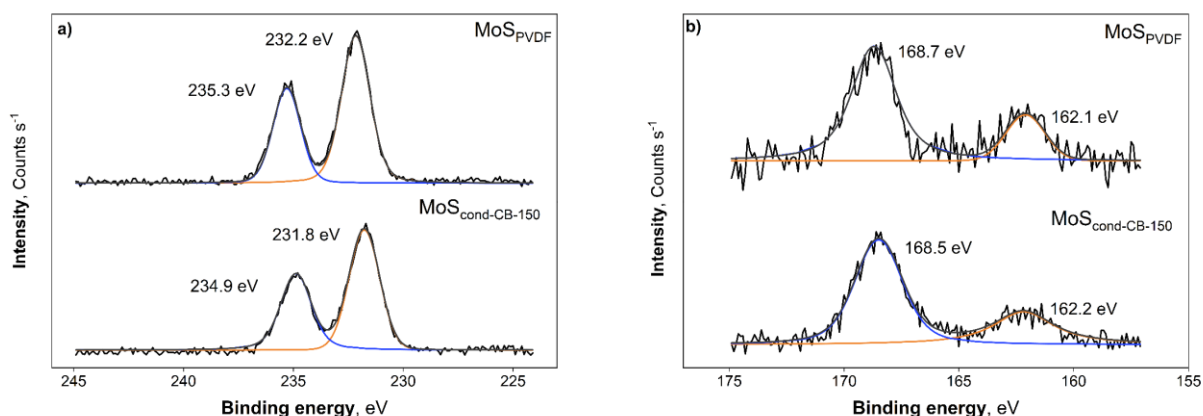 a)
MoS_PVDF
232.2 eV
235.3 eV
MoS_cond-CB-150
231.8 eV
234.9 eV
Intensity, Counts s⁻¹
245 240 235 230 225
Binding energy, eV
b)
MoS_PVDF
168.7 eV
162.1 eV
MoS_cond-CB-150
168.5 eV
162.2 eV
Intensity, Counts s⁻¹
175 170 165 160 155
Binding energy, eV